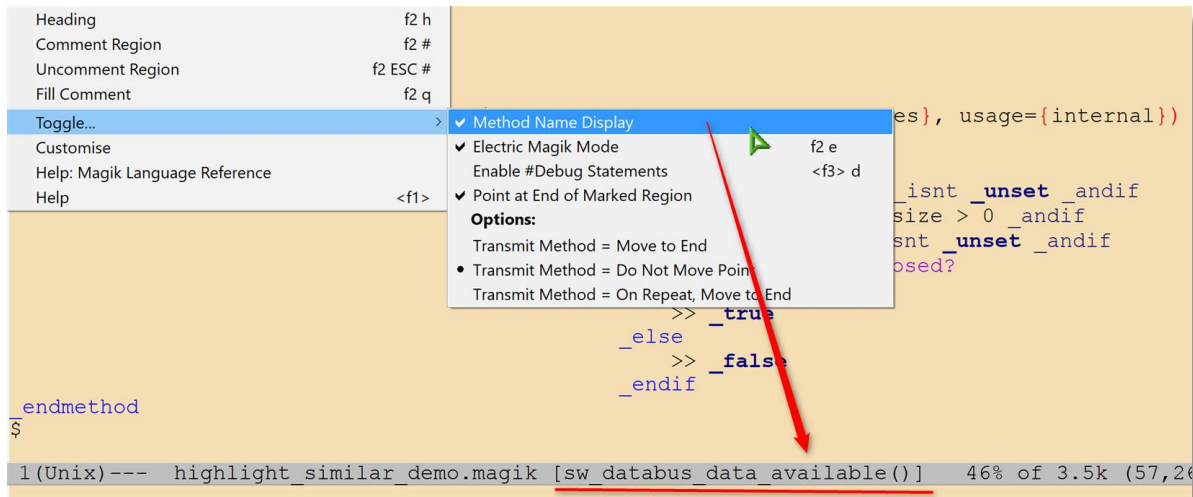 Heading f2 h
Comment Region f2 #
Uncomment Region f2 ESC #
Fill Comment f2 q
Toggle... >
Customise
Help: Magik Language Reference
Help <f1>
Method Name Display
Electric Magik Mode f2 e
Enable #Debug Statements <f3> d
Point at End of Marked Region
Options:
Transmit Method = Move to End
Transmit Method = Do Not Move Point
Transmit Method = On Repeat, Move to End
es}, usage={internal})
_isnt _unset _andif
size > 0 _andif
snt _unset _andif
osed?
>> _true
_else
>> _false
_endif
_endmethod
$
1(Unix)--- highlight_similar_demo.magik [sw_databus_data_available()] 46% of 3.5k (57,26